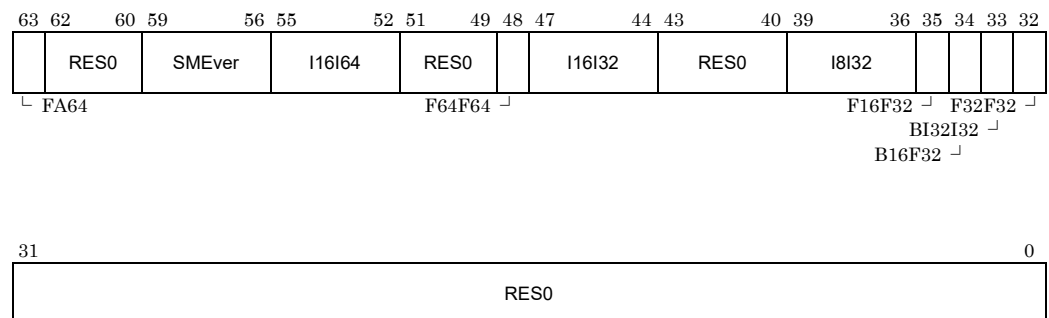 63 62 60 59 56 55 52 51 49 48 47 44 43 40 39 36 35 34 33 32
RES0 SMEver I16I64 RES0 I16I32 RES0 I8I32
FA64 F64F64 F16F32 F32F32
BI32I32
B16F32
31 0
RES0